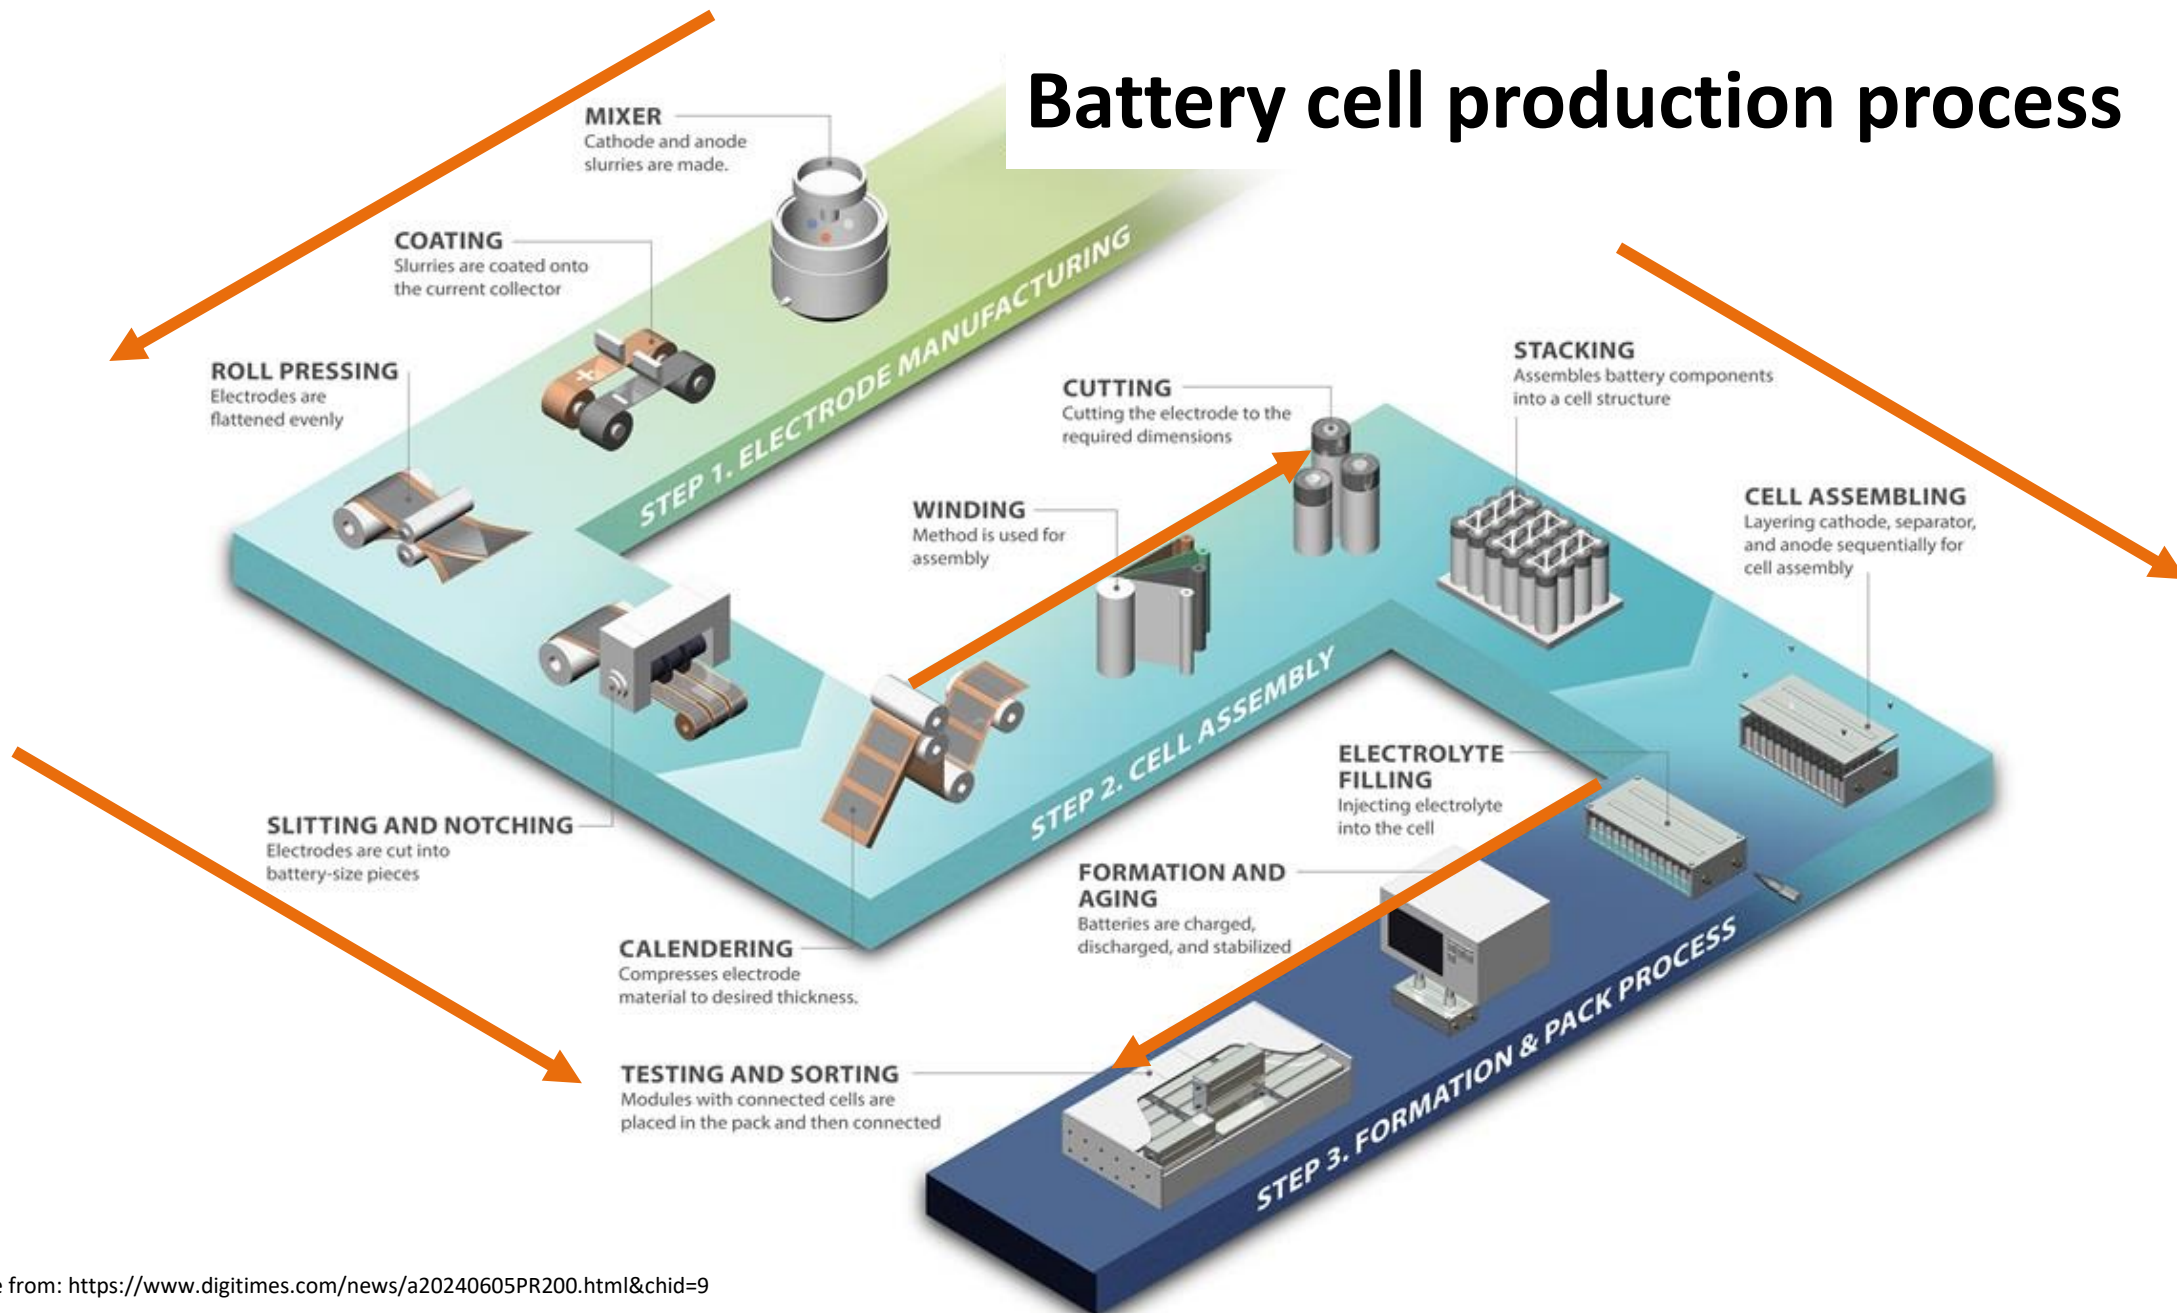 Battery cell production process
MIXER
Cathode and anode
slurries are made.
COATING
Slurries are coated onto
the current collector
ROLL PRESSING
Electrodes are
flattened evenly
STEP 1. ELECTRODE MANUFACTURING
SLITTING AND NOTCHING
Electrodes are cut into
battery-size pieces
CALENDERING
Compresses electrode
material to desired thickness.
WINDING
Method is used for
assembly
CUTTING
Cutting the electrode to the
required dimensions
STACKING
Assembles battery components
into a cell structure
STEP 2. CELL ASSEMBLY
CELL ASSEMBLING
Layering cathode, separator,
and anode sequentially for
cell assembly
ELECTROLYTE
FILLING
Injecting electrolyte
into the cell
FORMATION AND
AGING
Batteries are charged,
discharged, and stabilized
TESTING AND SORTING
Modules with connected cells are
placed in the pack and then connected
STEP 3. FORMATION & PACK PROCESS
from: https://www.digitimes.com/news/a20240605PR200.html&chid=9